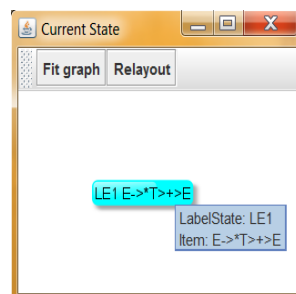 Current State
Fit graph Relayout
LE1 E->*T>+>E
LabelState: LE1
Item: E->*T>+>E